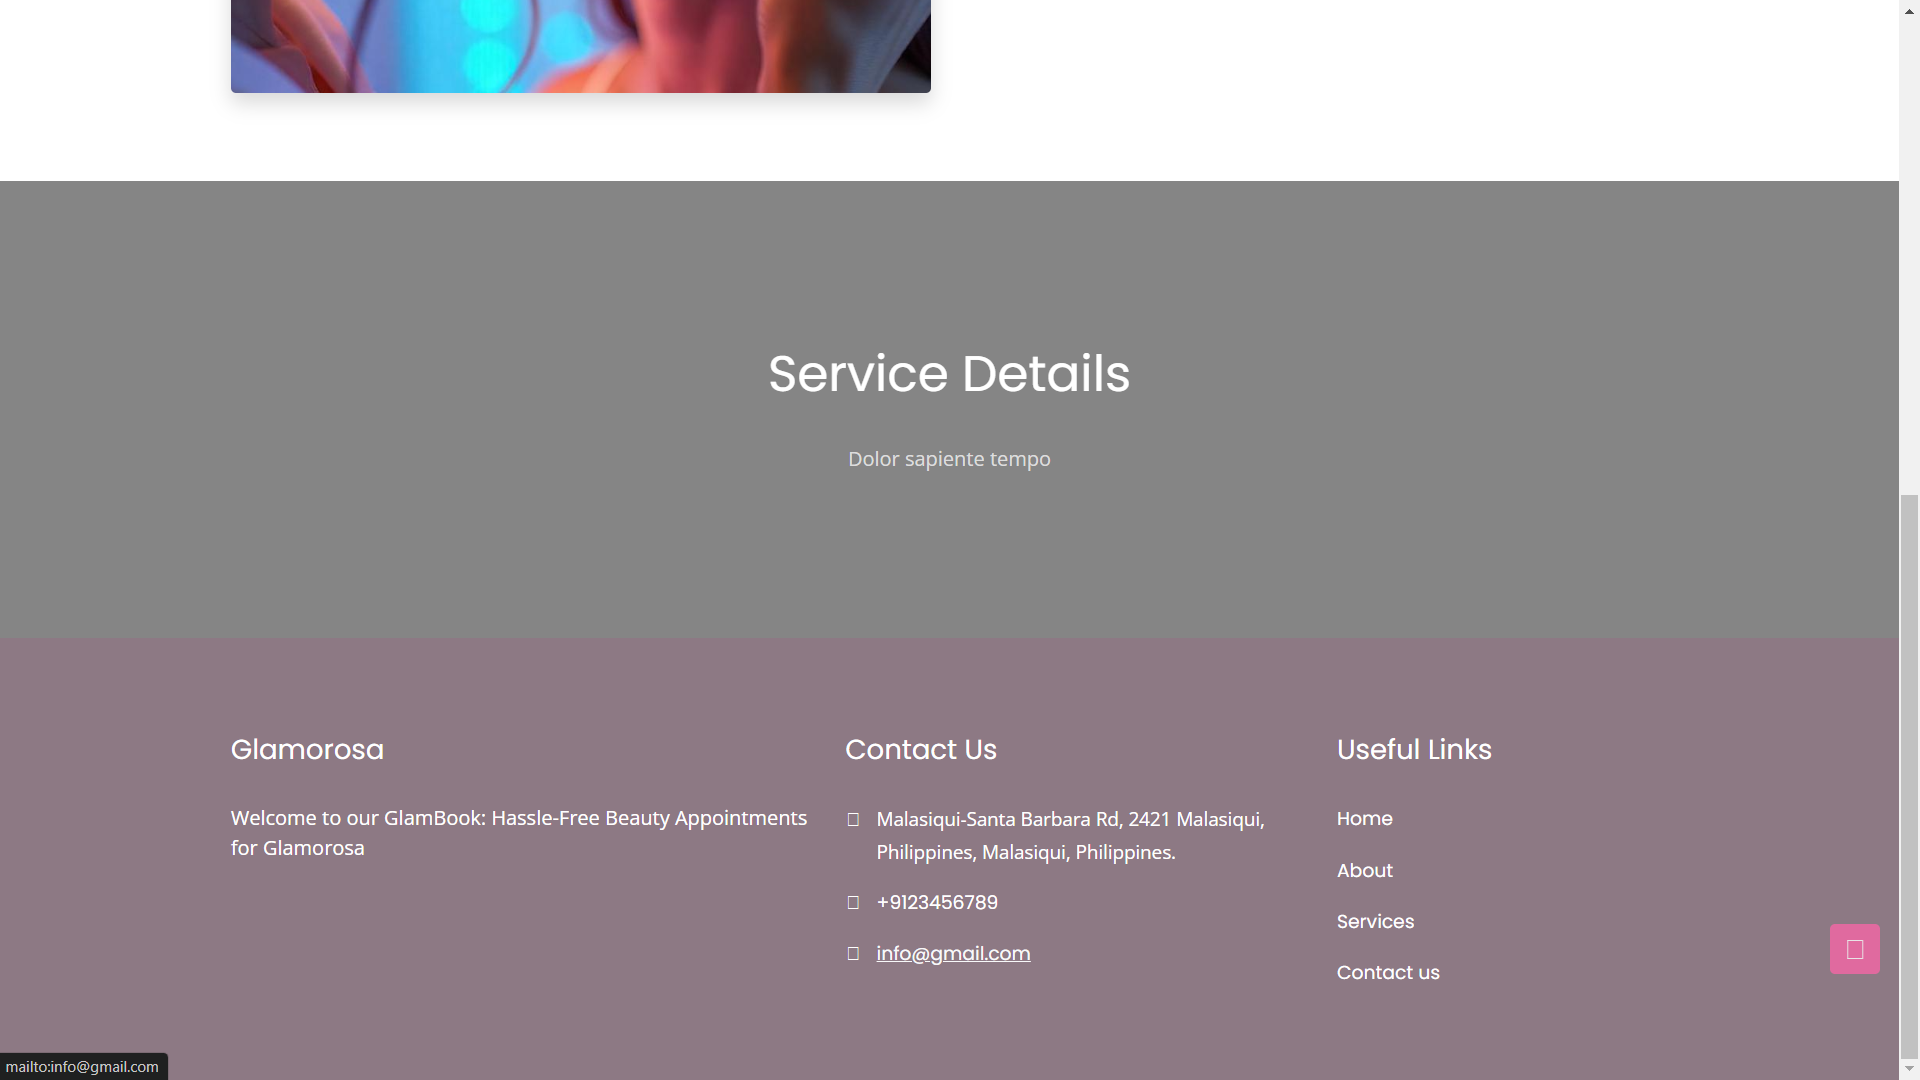 Service Details
Dolor sapiente tempo
Glamorosa
Welcome to our GlamBook: Hassle-Free Beauty Appointments
for Glamorosa
Contact Us
Malasiqui-Santa Barbara Rd, 2421 Malasiqui,
Philippines, Malasiqui, Philippines.
+9123456789
info@gmail.com
Useful Links
Home
About
Services
Contact us
mailto:info@gmail.com